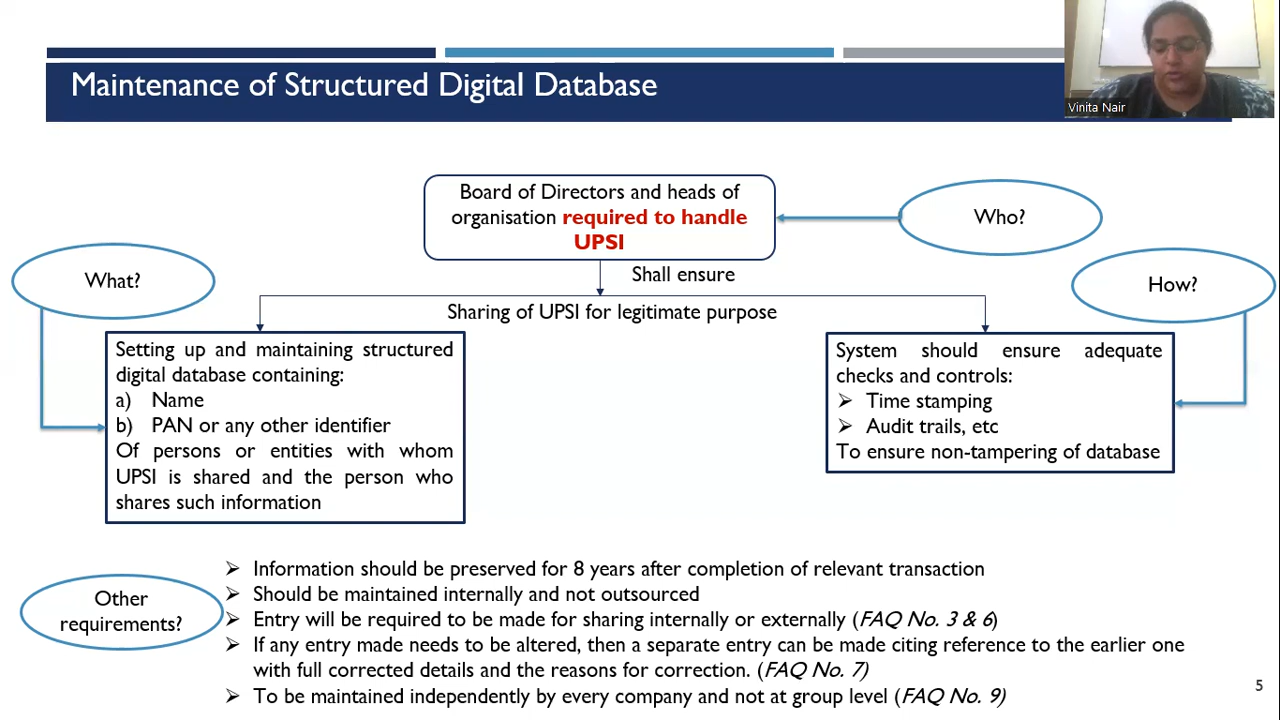 Maintenance of Structured Digital Database
Vinita Nair
Board of Directors and heads of
organisation required to handle
UPSI
Who?
What?
Shall ensure
How?
Sharing of UPSI for legitimate purpose
Setting up and maintaining structured
digital database containing:
a) Name
b) PAN or any other identifier
Of persons or entities with whom
UPSI is shared and the person who
shares such information
System should ensure adequate
checks and controls:
➢ Time stamping
➢ Audit trails, etc
To ensure non-tampering of database
Other
requirements?
➢ Information should be preserved for 8 years after completion of relevant transaction
➢ Should be maintained internally and not outsourced
➢ Entry will be required to be made for sharing internally or externally (FAQ No. 3 & 6)
➢ If any entry made needs to be altered, then a separate entry can be made citing reference to the earlier one
with full corrected details and the reasons for correction. (FAQ No. 7)
➢ To be maintained independently by every company and not at group level (FAQ No. 9)
5